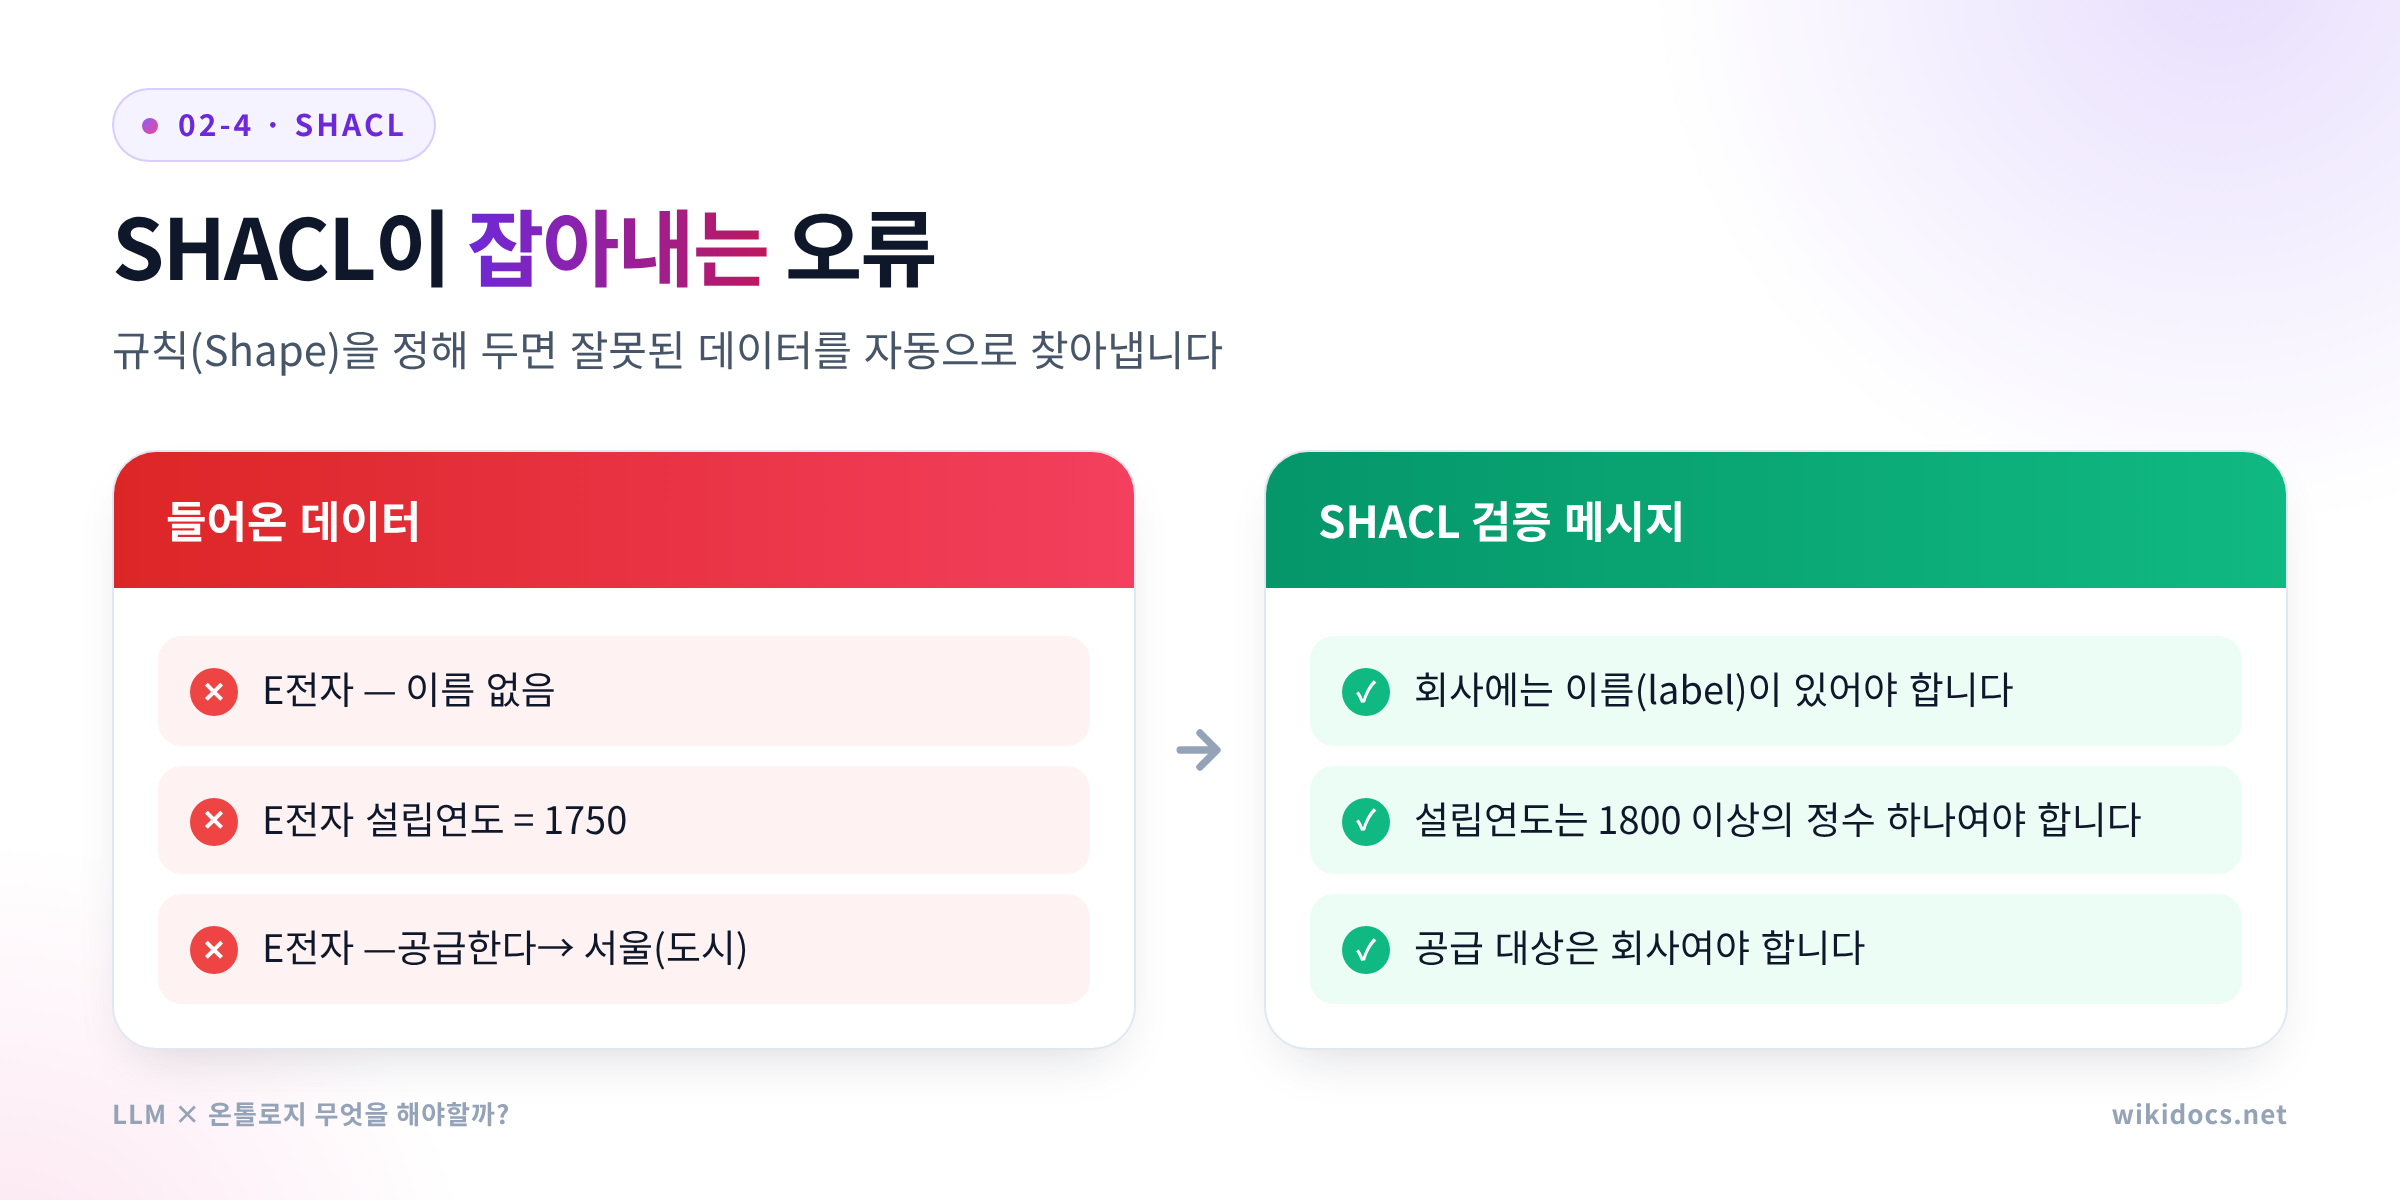 02-4 · SHACL
SHACL이 잡아내는 오류
규칙(Shape)을 정해 두면 잘못된 데이터를 자동으로 찾아냅니다
들어온 데이터
✕ E전자 — 이름 없음
✕ E전자 설립연도 = 1750
✕ E전자 —공급한다→ 서울(도시)
→
SHACL 검증 메시지
✓ 회사에는 이름(label)이 있어야 합니다
✓ 설립연도는 1800 이상의 정수 하나여야 합니다
✓ 공급 대상은 회사여야 합니다
LLM × 온톨로지 무엇을 해야할까?
wikidocs.net